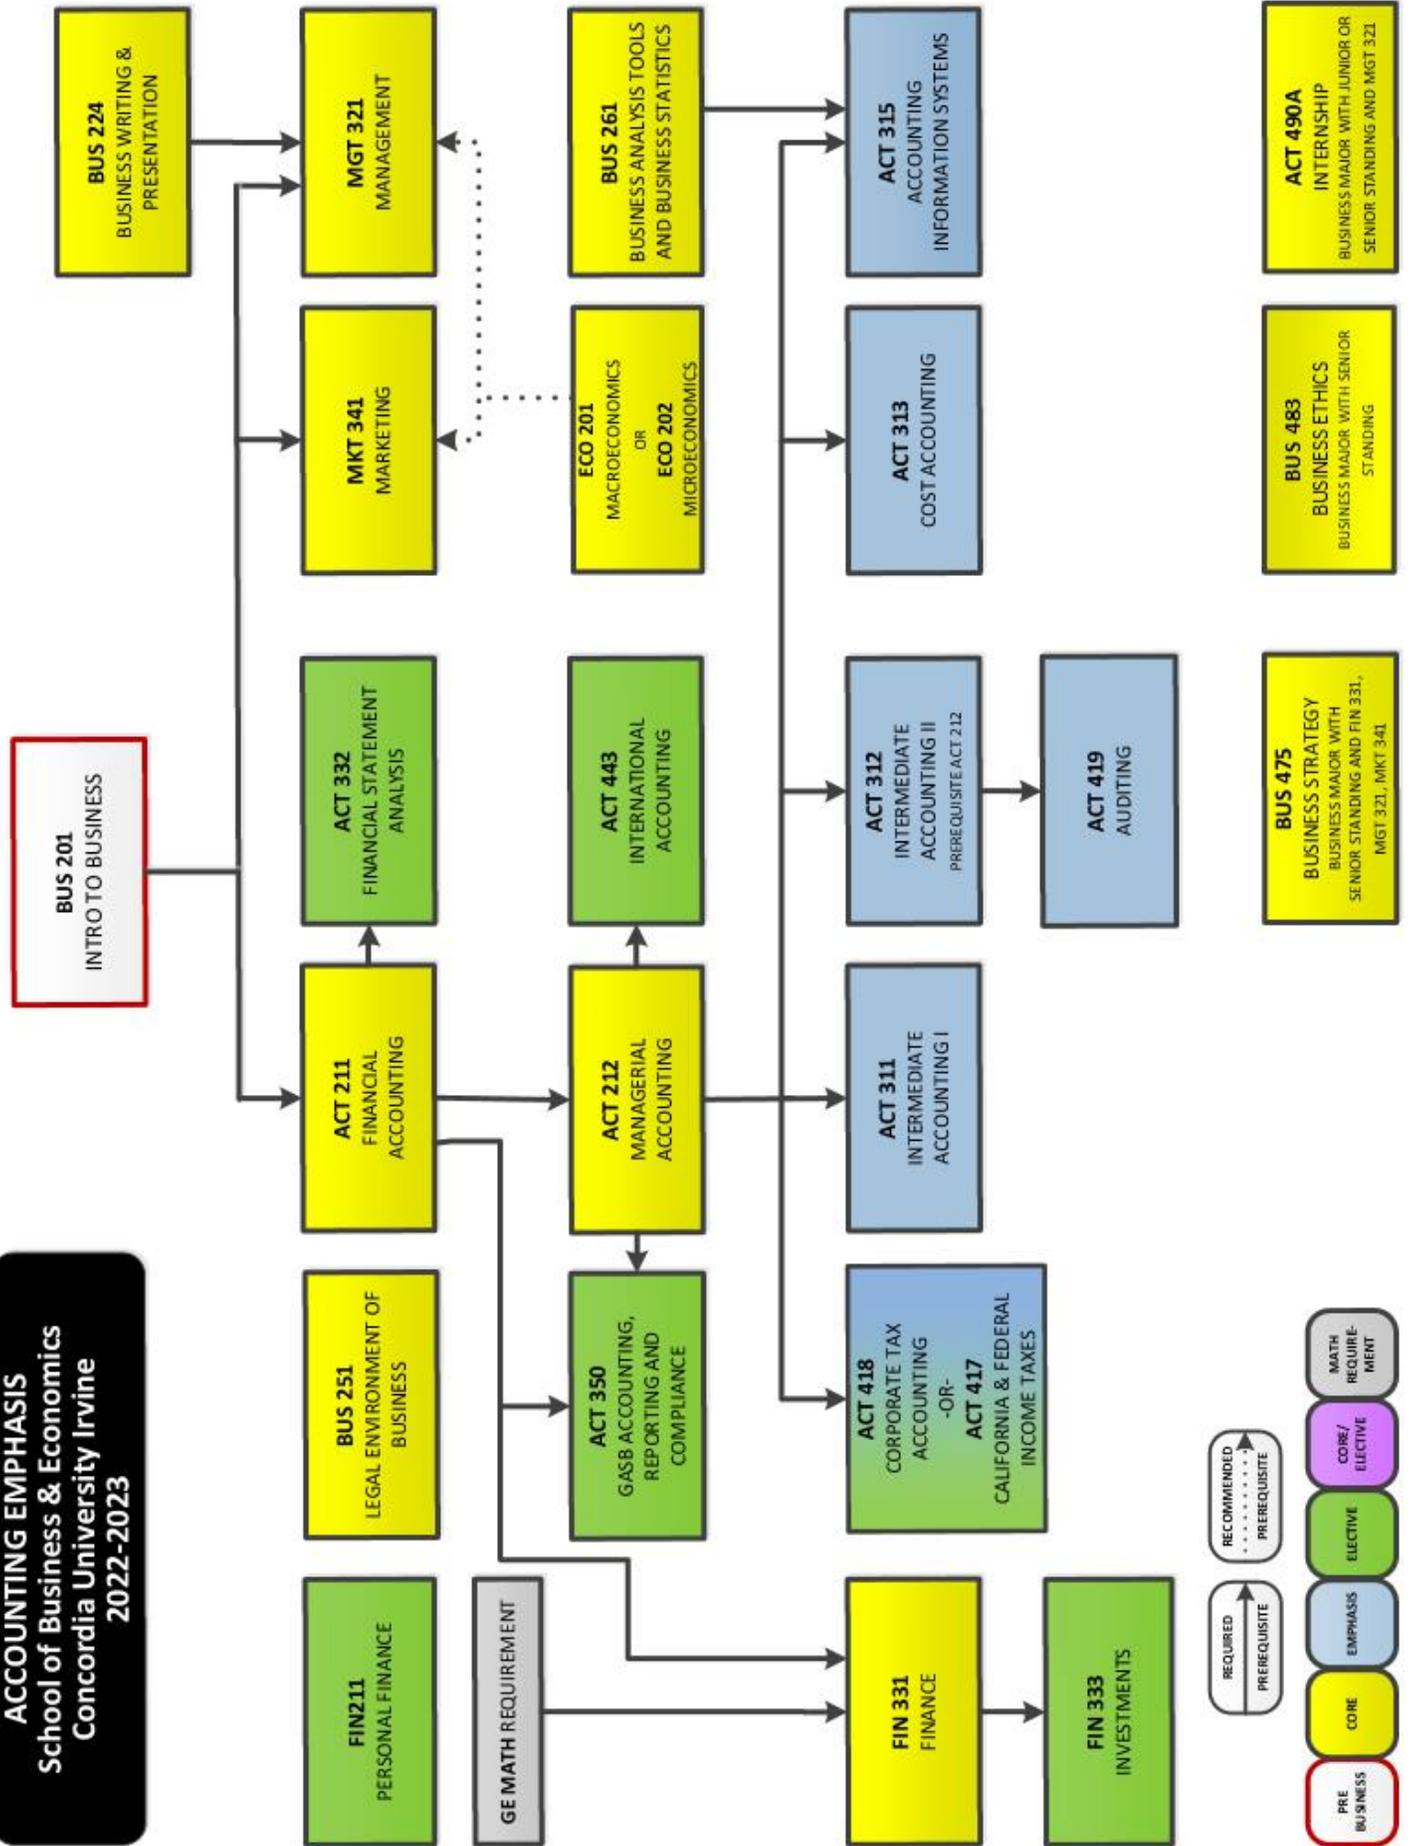 ACCOUNTING EMPHASIS
School of Business & Economics
Concordia University Irvine
2022-2023
BUS 201
INTRO TO BUSINESS
BUS 224
BUSINESS WRITING &
PRESENTATION
FIN211
PERSONAL FINANCE
BUS 251
LEGAL ENVIRONMENT OF
BUSINESS
ACT 211
FINANCIAL
ACCOUNTING
ACT 332
FINANCIAL STATEMENT
ANALYSIS
MKT 341
MARKETING
MGT 321
MANAGEMENT
GE MATH REQUIREMENT
ACT 350
GASB ACCOUNTING,
REPORTING AND
COMPLIANCE
ACT 212
MANAGERIAL
ACCOUNTING
ACT 443
INTERNATIONAL
ACCOUNTING
ECO 201
MACROECONOMICS
OR
ECO 202
MICROECONOMICS
BUS 261
BUSINESS ANALYSIS TOOLS
AND BUSINESS STATISTICS
FIN 331
FINANCE
ACT 418
CORPORATE TAX
ACCOUNTING
-OR-
ACT 417
CALIFORNIA & FEDERAL
INCOME TAXES
ACT 311
INTERMEDIATE
ACCOUNTING I
ACT 312
INTERMEDIATE
ACCOUNTING II
PREREQUISITE ACT 212
ACT 313
COST ACCOUNTING
ACT 315
ACCOUNTING
INFORMATION SYSTEMS
FIN 333
INVESTMENTS
ACT 419
AUDITING
REQUIRED
PREREQUISITE
RECOMMENDED
PREREQUISITE
PRE
BUSINESS
CORE
EMPHASIS
ELECTIVE
CORE/
ELECTIVE
MATH
REQUIRE-
MENT
BUS 475
BUSINESS STRATEGY
BUSINESS MAJOR WITH
SENIOR STANDING AND FIN 331,
MGT 321, MKT 341
BUS 483
BUSINESS ETHICS
BUSINESS MAJOR WITH SENIOR
STANDING
ACT 490A
INTERNSHIP
BUSINESS MAJOR WITH JUNIOR OR
SENIOR STANDING AND MGT 321